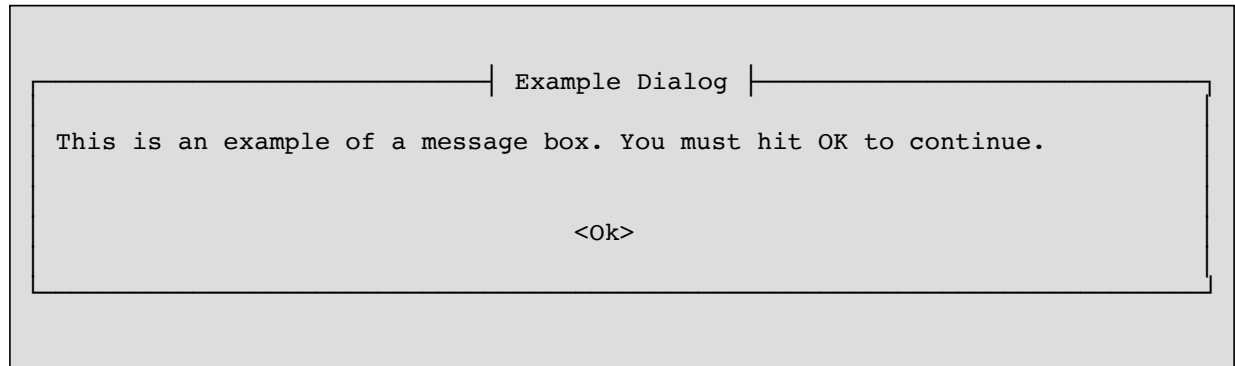 Example Dialog
This is an example of a message box. You must hit OK to continue.
<Ok>